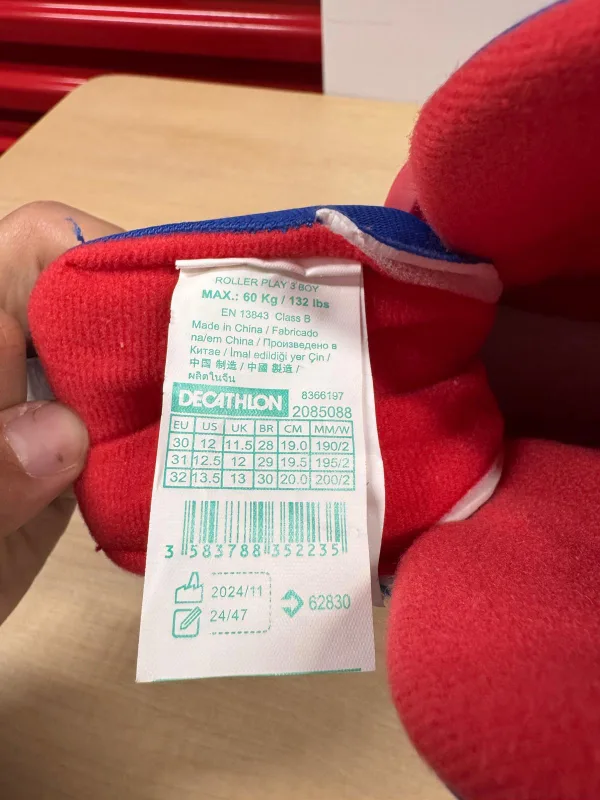 ROLLER PLAY 3 BOY
MAX.: 60 Kg / 132 lbs
EN 13843 Class B
Made in China / Fabricado
na/em China / Произведено в
Китае / İmal edildiği yer Çin /
中国 制造 / 中國 製造 /
ผลิตในจีน
DECATHLON 8366197
2085088
EU US UK BR CM MM/W
30 12 11.5 28 19.0 190/2
31 12.5 12 29 19.5 195/2
32 13.5 13 30 20.0 200/2
3 583788 352235
2024/11
24/47
62830